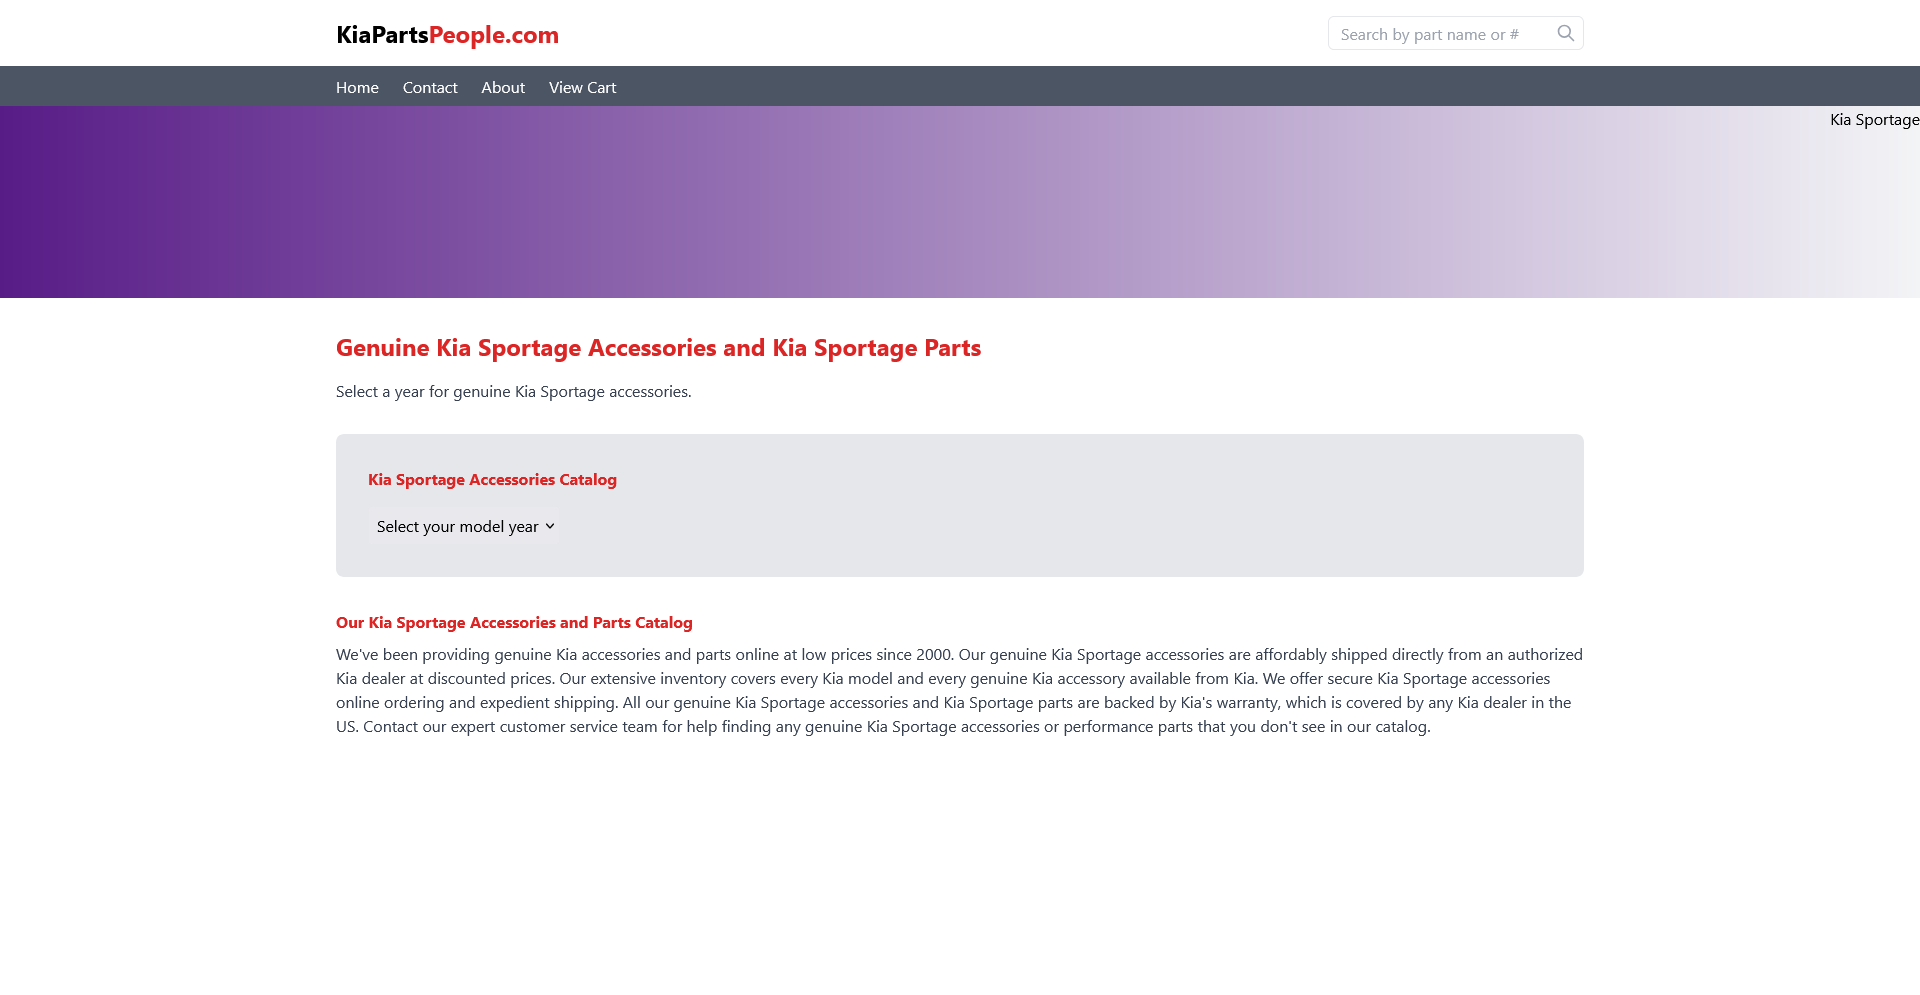 KiaPartsPeople.com
Search by part name or #
Home Contact About View Cart
Kia Sportage
Genuine Kia Sportage Accessories and Kia Sportage Parts
Select a year for genuine Kia Sportage accessories.
Kia Sportage Accessories Catalog
Select your model year
Our Kia Sportage Accessories and Parts Catalog
We've been providing genuine Kia accessories and parts online at low prices since 2000. Our genuine Kia Sportage accessories are affordably shipped directly from an authorized
Kia dealer at discounted prices. Our extensive inventory covers every Kia model and every genuine Kia accessory available from Kia. We offer secure Kia Sportage accessories
online ordering and expedient shipping. All our genuine Kia Sportage accessories and Kia Sportage parts are backed by Kia's warranty, which is covered by any Kia dealer in the
US. Contact our expert customer service team for help finding any genuine Kia Sportage accessories or performance parts that you don't see in our catalog.